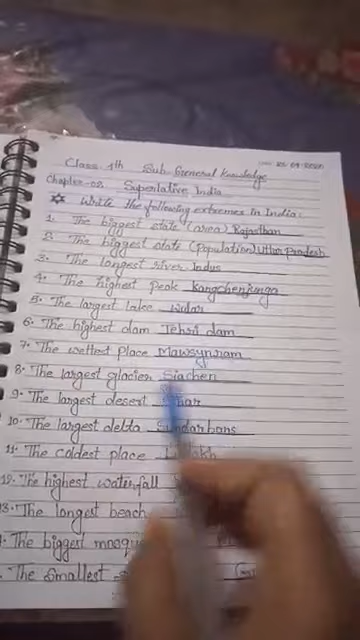 Class 4th Sub. General Knowledge
Chapter-08 Superlative India
Write the following extremes in India:
1. The biggest state (area) Rajasthan
2. The biggest state (Population) Uttar Pradesh
3. The longest river Indus
4. The highest Peak Kangchenjunga
5. The largest lake Wular
6. The highest dam Tehri dam
7. The wettest Place Mawsynram
8. The largest glacier Siachen
9. The largest desert Thar
10. The largest delta Sundarbans
11. The coldest place
12. The highest waterfall
13. The longest beach
The biggest mosque
The smallest